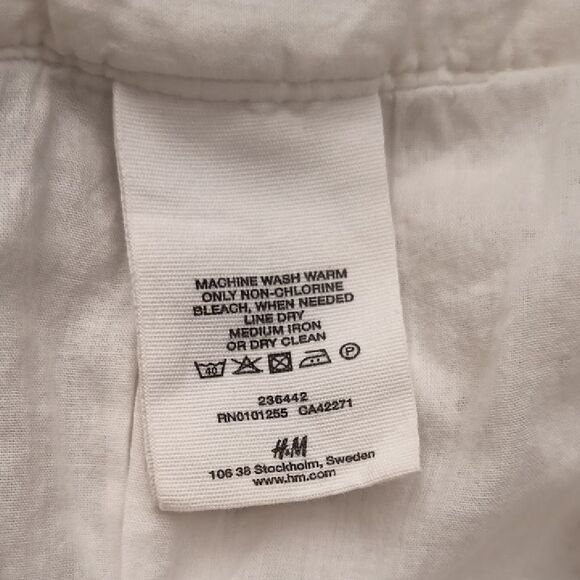 MACHINE WASH WARM
ONLY NON-CHLORINE
BLEACH, WHEN NEEDED
LINE DRY
MEDIUM IRON
OR DRY CLEAN
40 P
236442
RN0101255 CA42271
H&M
106 38 Stockholm, Sweden
www.hm.com